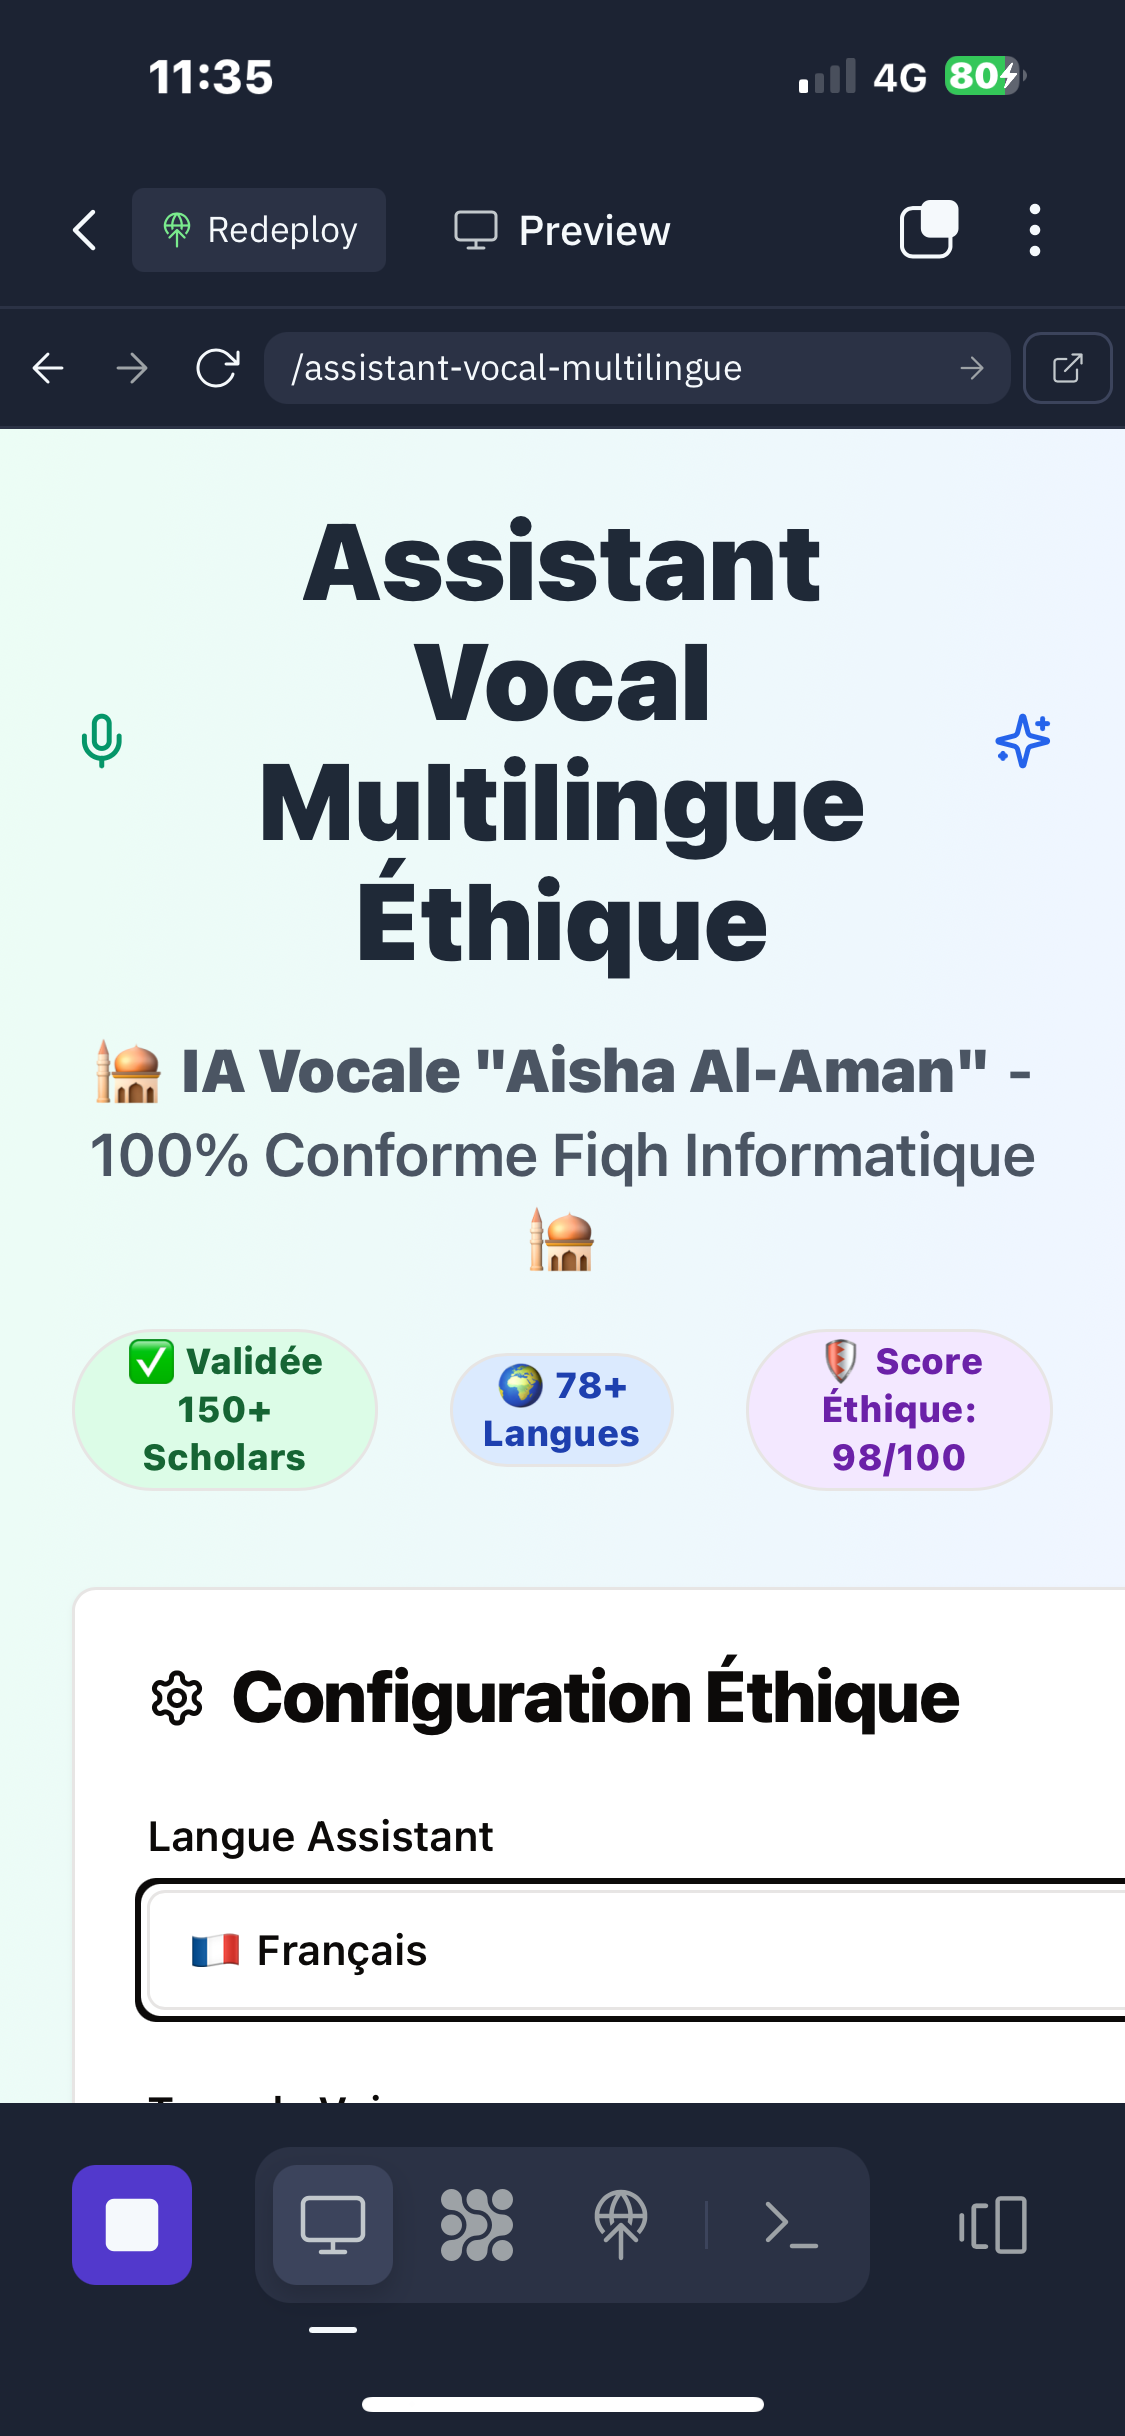 11:35
4G
80
Redeploy
Preview
/assistant-vocal-multilingue
Assistant
Vocal
Multilingue
Éthique
IA Vocale "Aisha Al-Aman" -
100% Conforme Fiqh Informatique
Validée
150+
Scholars
78+
Langues
Score
Éthique:
98/100
Configuration Éthique
Langue Assistant
Français